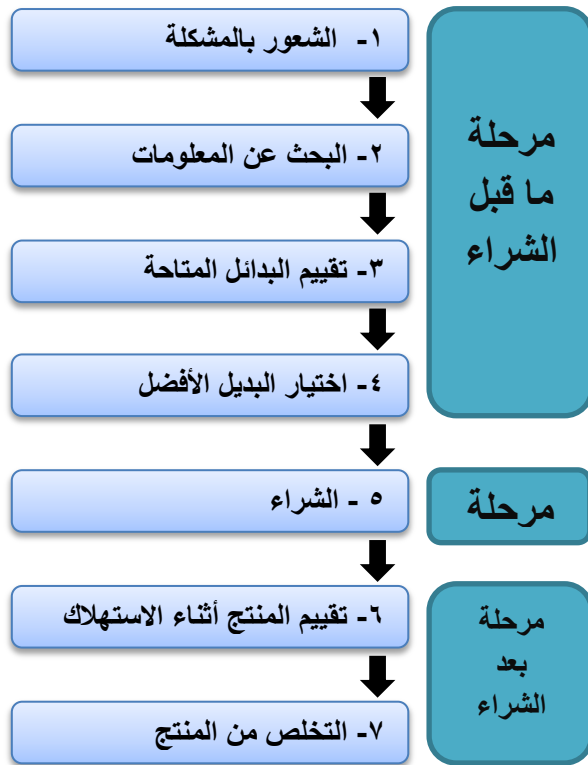 مرحلة
ما قبل
الشراء
١- الشعور بالمشكلة
٢- البحث عن المعلومات
٣- تقييم البدائل المتاحة
٤- اختيار البديل الأفضل
مرحلة
٥ - الشراء
مرحلة
بعد
الشراء
٦- تقييم المنتج أثناء الاستهلاك
٧- التخلص من المنتج